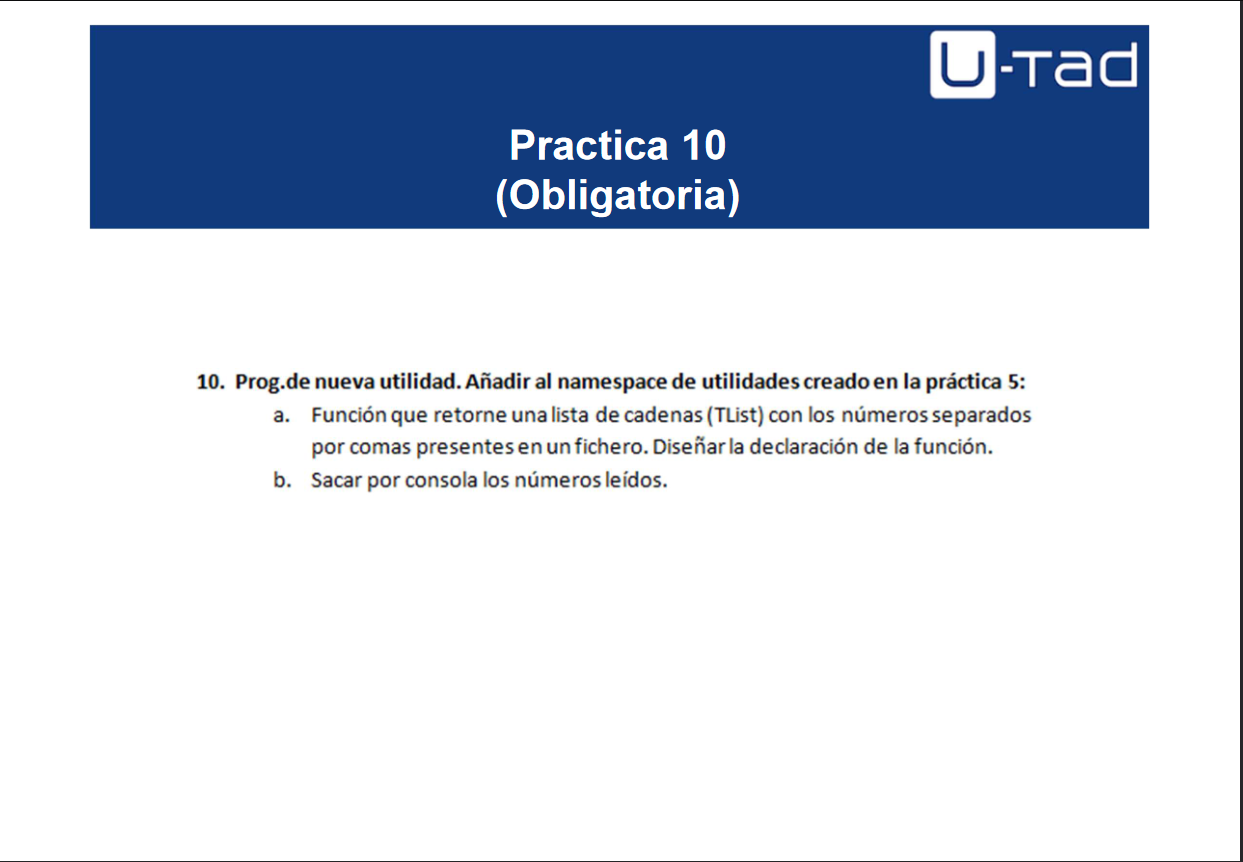 U-Tad
Practica 10
(Obligatoria)
10. Prog.de nueva utilidad. Añadir al namespace de utilidades creado en la práctica 5:
a. Función que retorne una lista de cadenas (TList) con los números separados
por comas presentes en un fichero. Diseñar la declaración de la función.
b. Sacar por consola los números leídos.